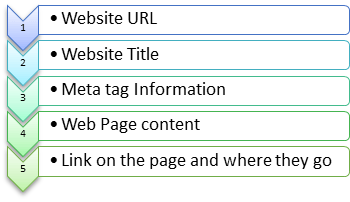 1 • Website URL
2 • Website Title
3 • Meta tag Information
4 • Web Page content
5 • Link on the page and where they go